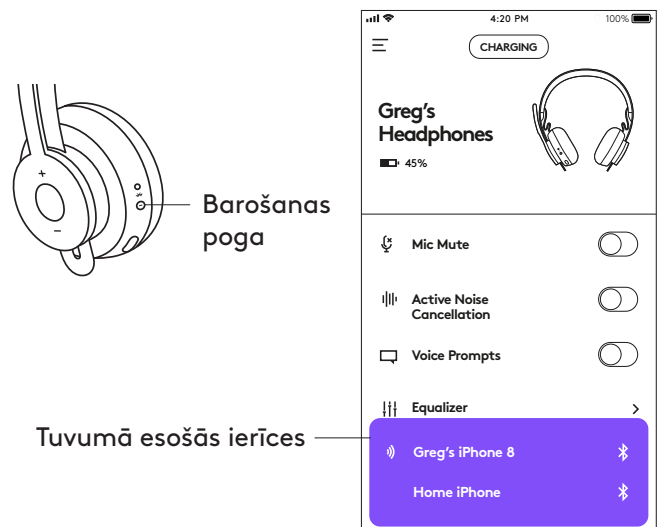 4:20 PM
100%
CHARGING
Greg’s
Headphones
45%
+
–
Barošanas
poga
Mic Mute
Active Noise
Cancellation
Voice Prompts
Equalizer
Tuvumā esošās ierīces
Greg’s iPhone 8
Home iPhone